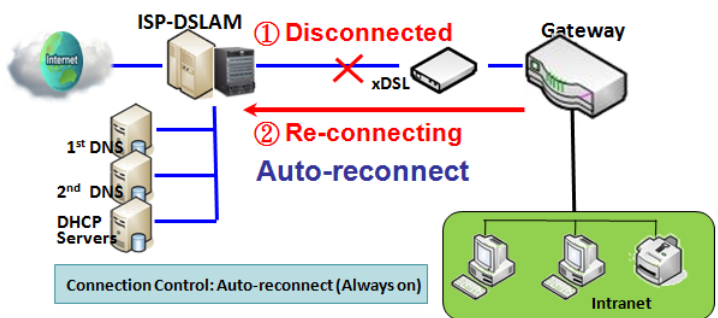 ISP-DSLAM
① Disconnected
Gateway
Internet
xDSL
② Re-connecting
1st DNS
Auto-reconnect
2nd DNS
DHCP
Servers
Connection Control: Auto-reconnect (Always on)
Intranet